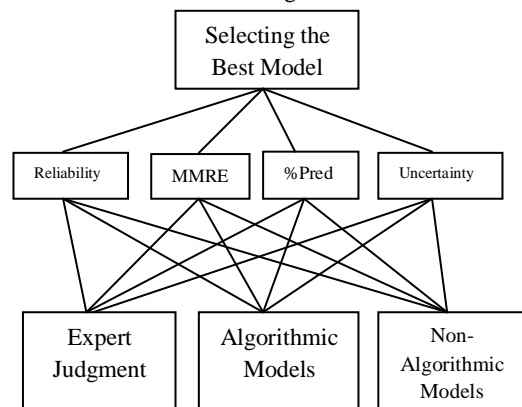 Selecting the
Best Model
Reliability
MMRE
%Pred
Uncertainty
Expert
Judgment
Algorithmic
Models
Non-
Algorithmic
Models